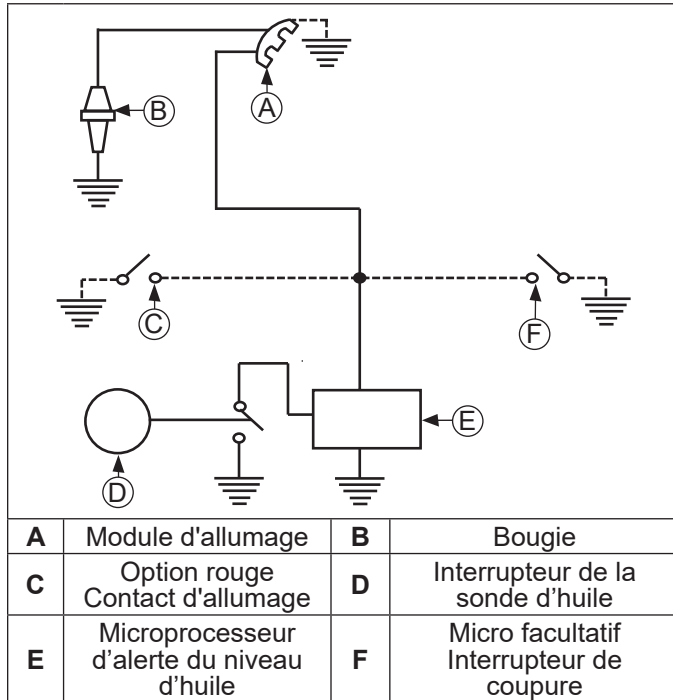 A
B
C
F
E
D
A Module d'allumage B Bougie
C Option rouge
Contact d'allumage D Interrupteur de la
sonde d'huile
E Microprocesseur
d'alerte du niveau
d'huile F Micro facultatif
Interrupteur de
coupure